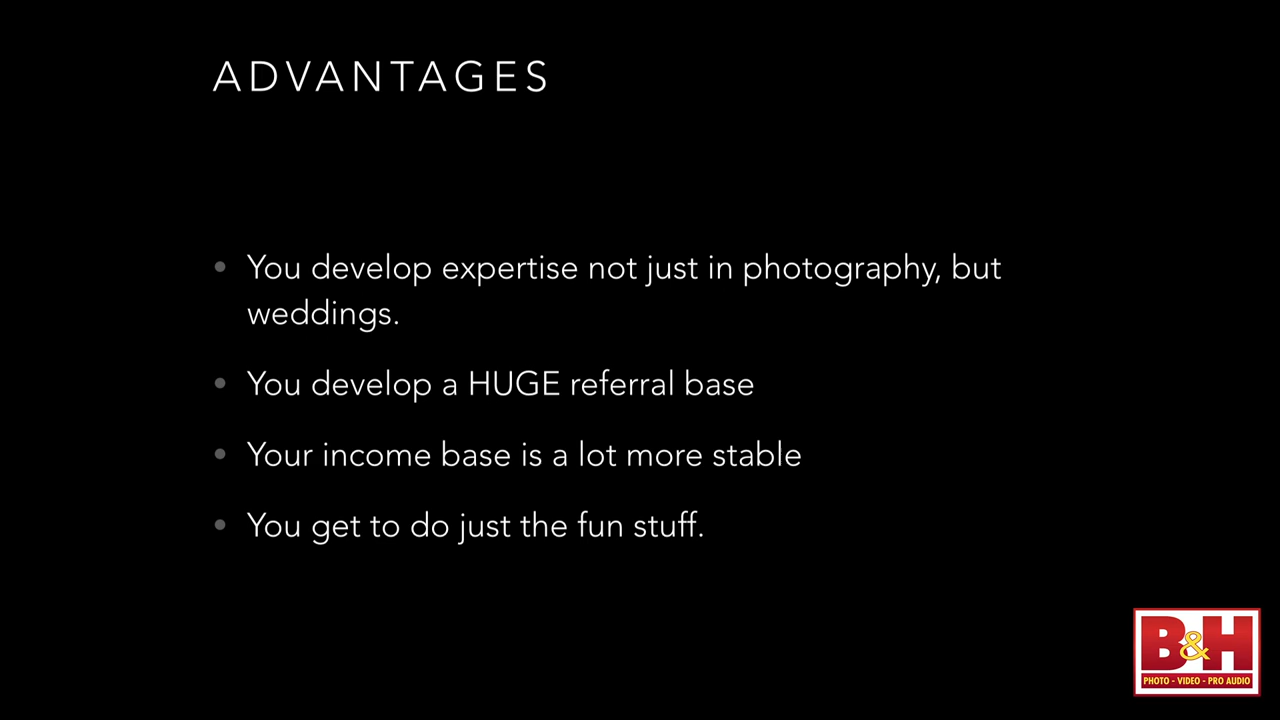 ADVANTAGES
• You develop expertise not just in photography, but
weddings.
• You develop a HUGE referral base
• Your income base is a lot more stable
• You get to do just the fun stuff.
B&H
PHOTO - VIDEO - PRO AUDIO